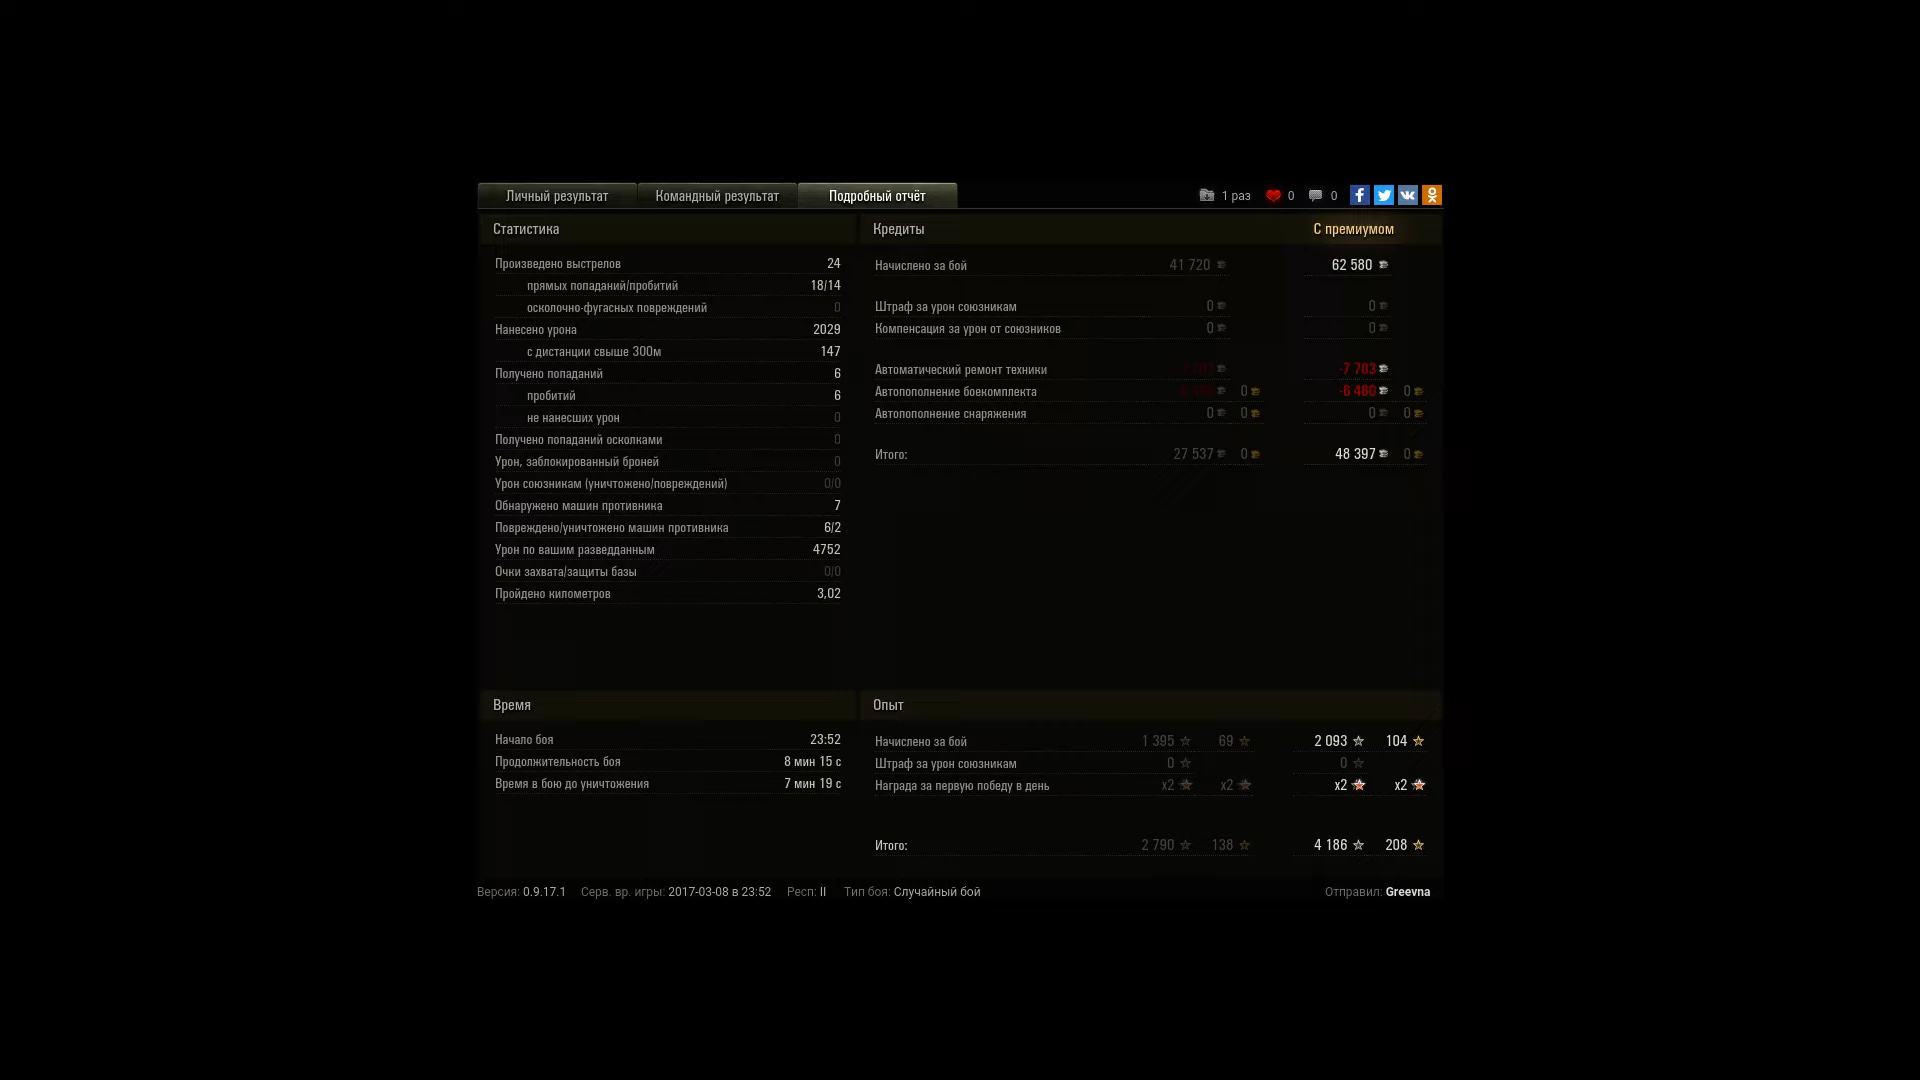 Личный результат Командный результат Подробный отчёт 1 раз 0 0
Статистика
Произведено выстрелов 24
прямых попаданий/пробитий 18/14
осколочно-фугасных повреждений 0
Нанесено урона 2029
с дистанции свыше 300м 147
Получено попаданий 6
пробитий 6
не нанесших урон 0
Получено попаданий осколками 0
Урон, заблокированный броней 0
Урон союзникам (уничтожено/повреждений) 0/0
Обнаружено машин противника 7
Повреждено/уничтожено машин противника 6/2
Урон по вашим разведданным 4752
Очки захвата/защиты базы 0/0
Пройдено километров 3,02
Кредиты С премиумом
Начислено за бой 41 720 62 580
Штраф за урон союзникам 0 0
Компенсация за урон от союзников 0 0
Автоматический ремонт техники -7 703
Автопополнение боекомплекта 0 -6 480 0
Автопополнение снаряжения 0 0 0 0
Итого: 27 537 0 48 397 0
Время
Начало боя 23:52
Продолжительность боя 8 мин 15 с
Время в бою до уничтожения 7 мин 19 с
Опыт
Начислено за бой 1 395 69 2 093 104
Штраф за урон союзникам 0 0
Награда за первую победу в день x2 x2 x2 x2
Итого: 2 790 138 4 186 208
Версия: 0.9.17.1 Серв. вр. игры: 2017-03-08 в 23:52 Респ: II Тип боя: Случайный бой Отправил: Greevna